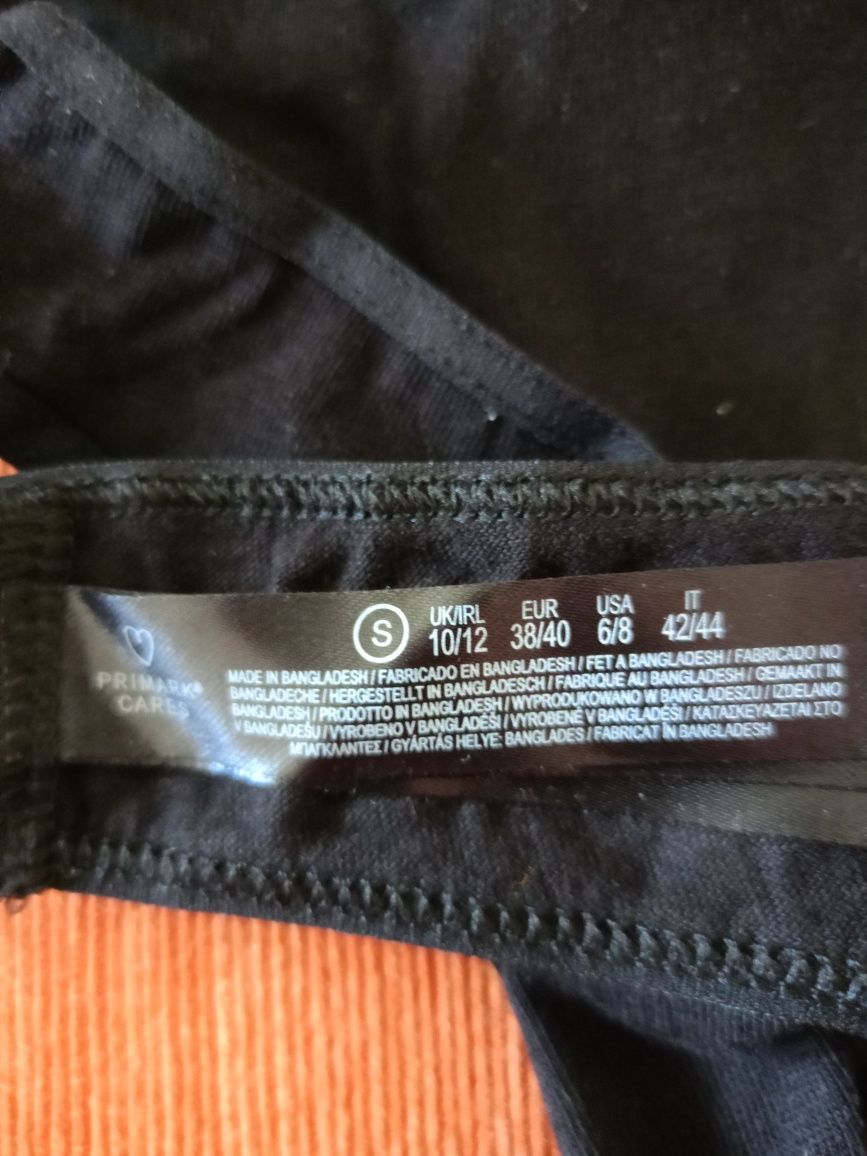 PRIMARK®
CARES
S
UK/IRL EUR USA IT
10/12 38/40 6/8 42/44
MADE IN BANGLADESH / FABRICADO EN BANGLADESH / FET A BANGLADESH / FABRICADO NO
BANGLADECHE / HERGESTELLT IN BANGLADESCH / FABRIQUE AU BANGLADESH / GEMAAKT IN
BANGLADESH / PRODOTTO IN BANGLADESH / WYPRODUKOWANO W BANGLADESZU / IZDELANO
V BANGLADEŠU / VYROBENO V BANGLADÉŠI / VYROBENÉ V BANGLADÉŠI / ΚΑΤΑΣΚΕΥΑΖΕΤΑΙ ΣΤΟ
ΜΠΑΓΚΛΑΝΤΕΣ / GYÁRTÁS HELYE: BANGLADES / FABRICAT ÎN BANGLADESH